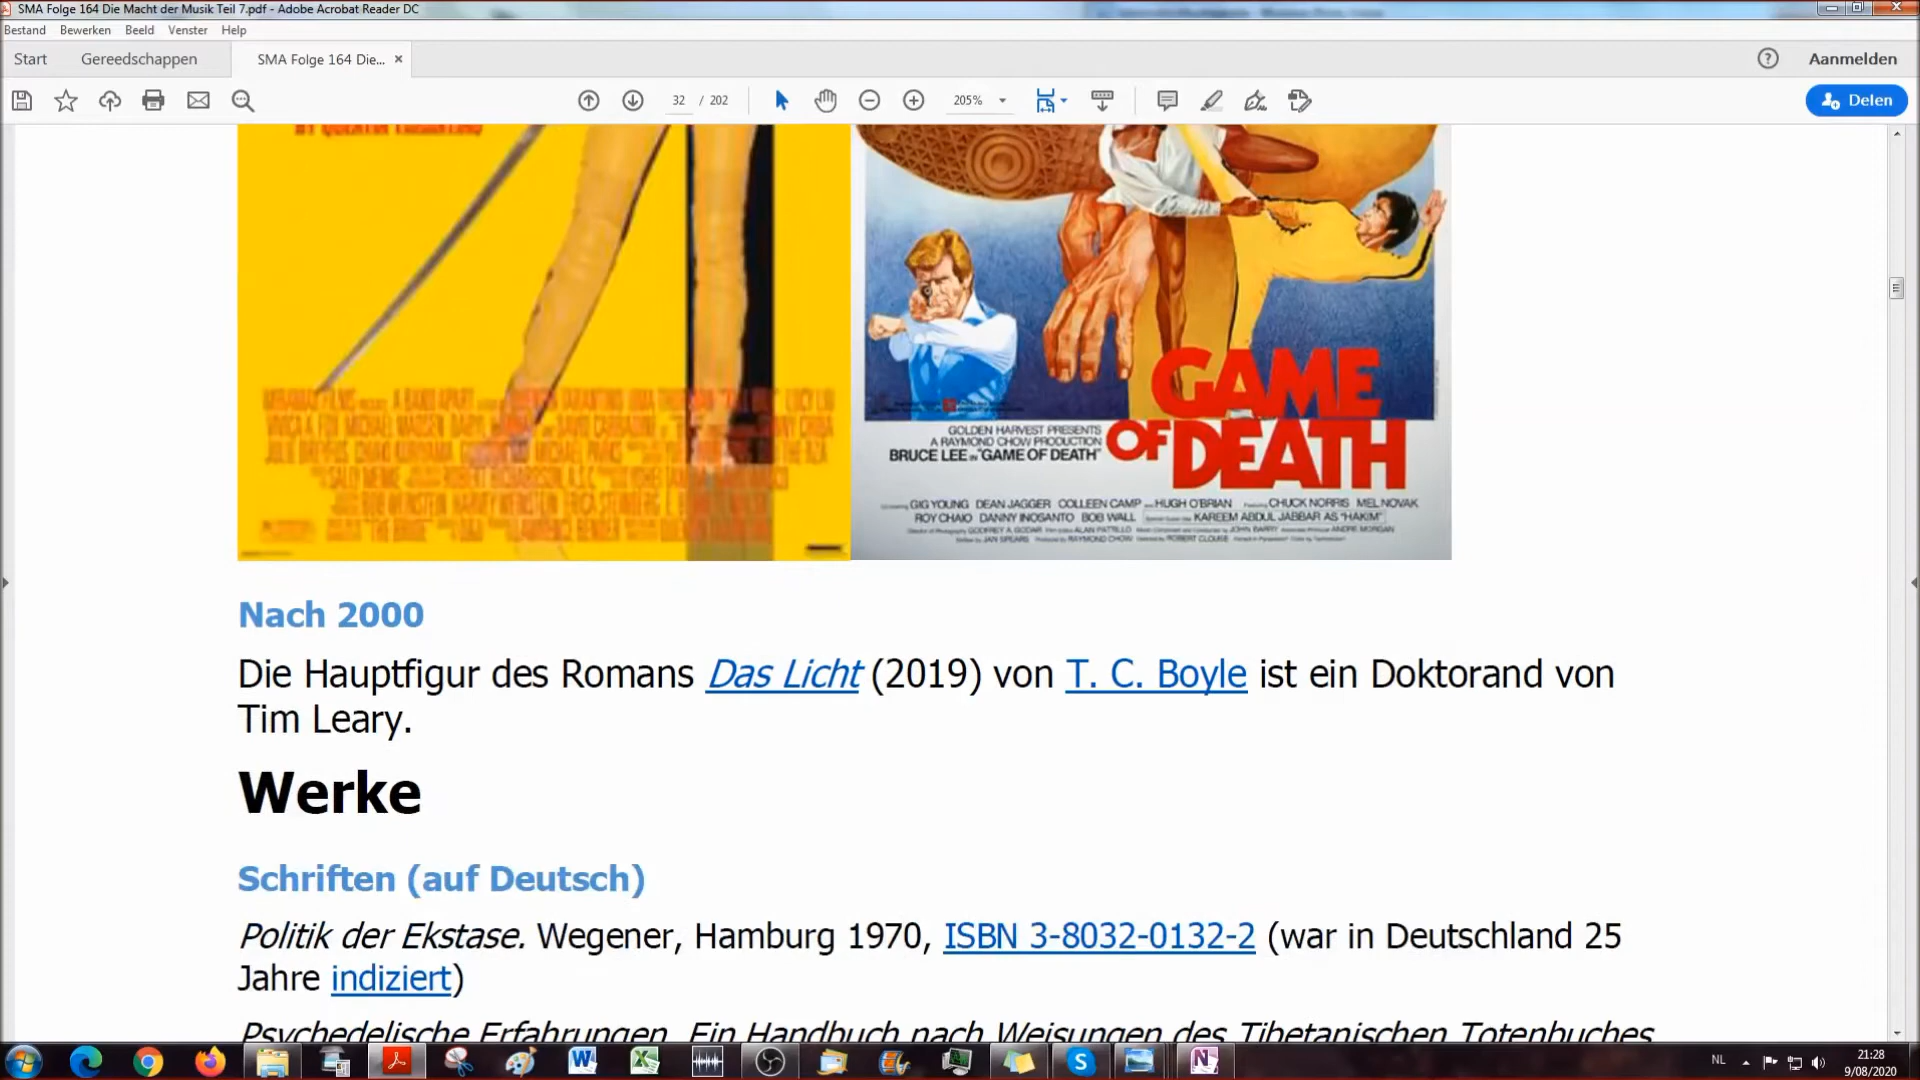 SMA Folge 164 Die Macht der Musik Teil 7.pdf - Adobe Acrobat Reader DC
Bestand Bewerken Beeld Venster Help
Start Gereedschappen SMA Folge 164 Die... × Aanmelden
32 / 202 205% Delen
GAME
OF DEATH
GOLDEN HARVEST PRESENTS
A RAYMOND CHOW PRODUCTION
BRUCE LEE IN "GAME OF DEATH"
GIG YOUNG DEAN JAGGER COLLEEN CAMP HUGH O'BRIAN CHUCK NORRIS MEL NOVAK
ROY CHAIO DANNY INOSANTO BOB WALL KAREEM ABDUL JABBAR AS "HAKIM"
Nach 2000
Die Hauptfigur des Romans Das Licht (2019) von T. C. Boyle ist ein Doktorand von
Tim Leary.
Werke
Schriften (auf Deutsch)
Politik der Ekstase. Wegener, Hamburg 1970, ISBN 3-8032-0132-2 (war in Deutschland 25
Jahre indiziert)
Psychedelische Erfahrungen. Ein Handbuch nach Weisungen des Tibetanischen Totenbuches
NL 21:28
9/08/2020